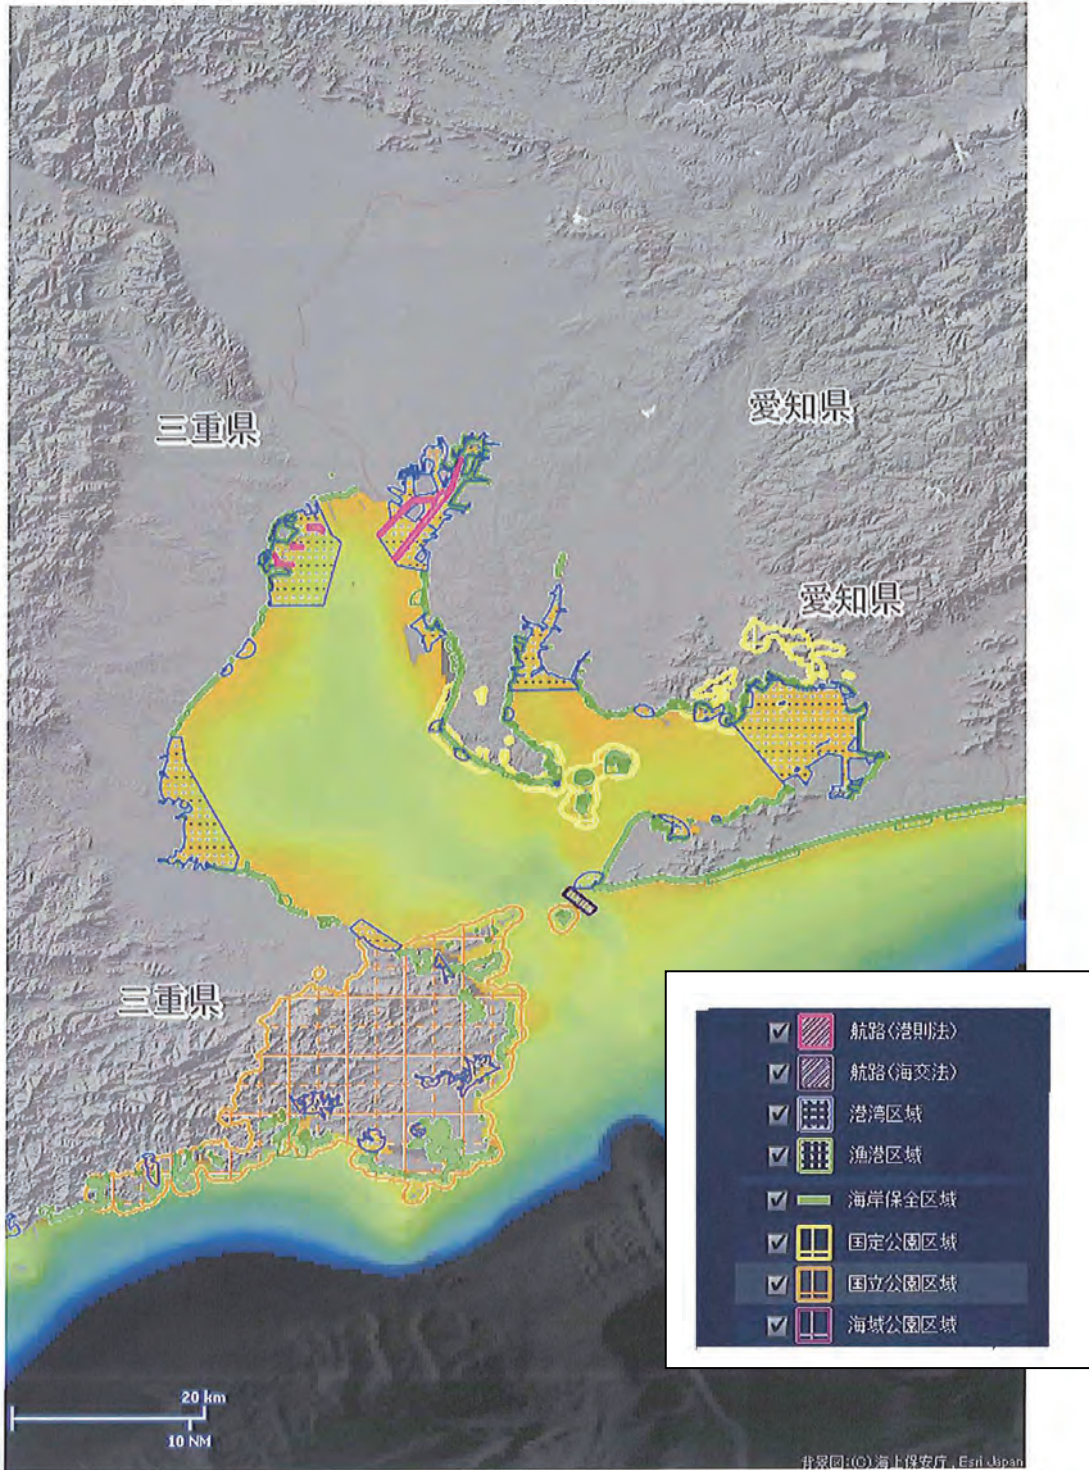 愛知県
三重県
愛知県
三重県
航路(港則法)
航路(海交法)
港湾区域
漁港区域
海岸保全区域
国定公園区域
国立公園区域
海域公園区域
20 km
10 NM
背景図:(C)海上保安庁, Esri Japan